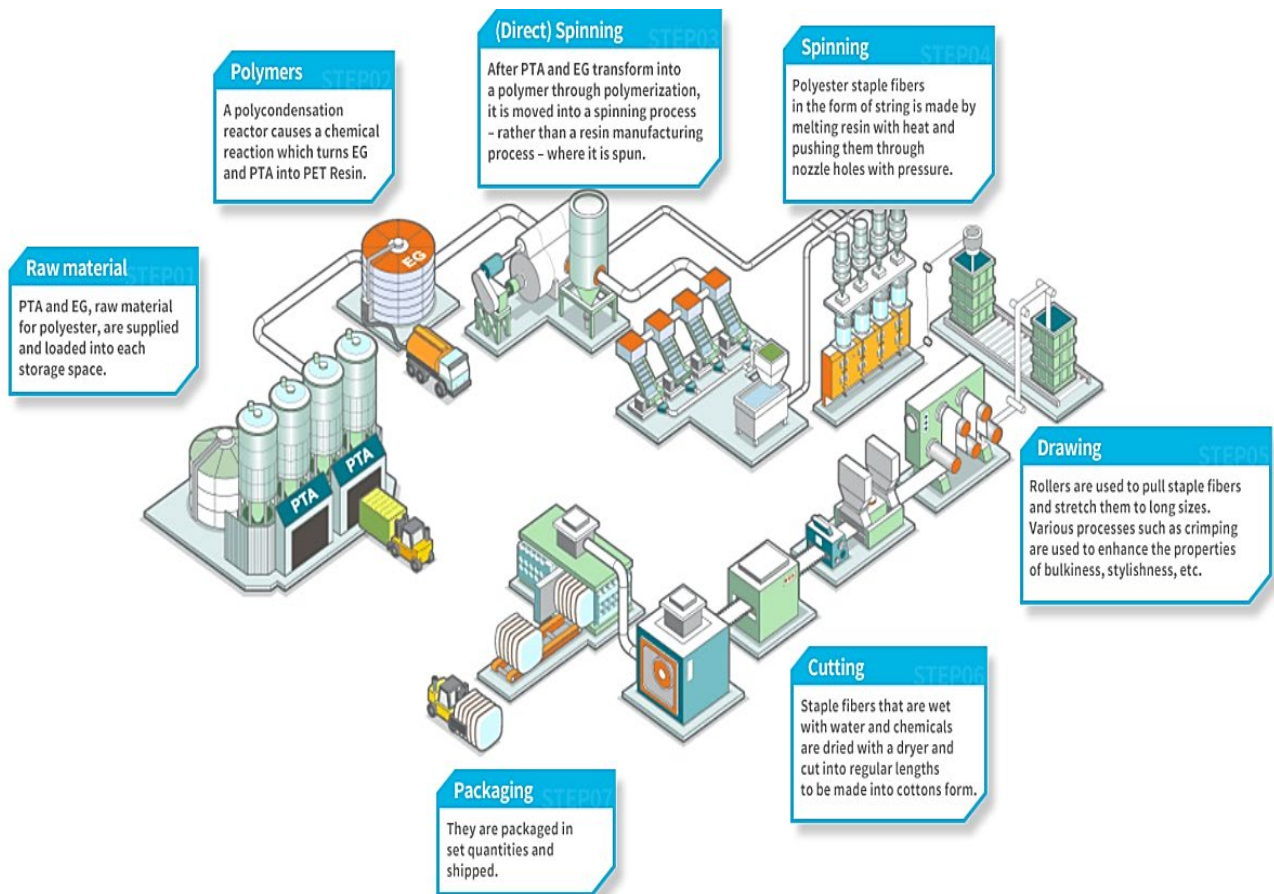 Raw material
STEP01
PTA and EG, raw material
for polyester, are supplied
and loaded into each
storage space.
Polymers
STEP02
A polycondensation
reactor causes a chemical
reaction which turns EG
and PTA into PET Resin.
(Direct) Spinning
STEP03
After PTA and EG transform into
a polymer through polymerization,
it is moved into a spinning process
– rather than a resin manufacturing
process – where it is spun.
Spinning
STEP04
Polyester staple fibers
in the form of string is made by
melting resin with heat and
pushing them through
nozzle holes with pressure.
Drawing
STEP05
Rollers are used to pull staple fibers
and stretch them to long sizes.
Various processes such as crimping
are used to enhance the properties
of bulkiness, stylishness, etc.
Cutting
STEP06
Staple fibers that are wet
with water and chemicals
are dried with a dryer and
cut into regular lengths
to be made into cottons form.
Packaging
STEP07
They are packaged in
set quantities and
shipped.
EG
PTA
PTA